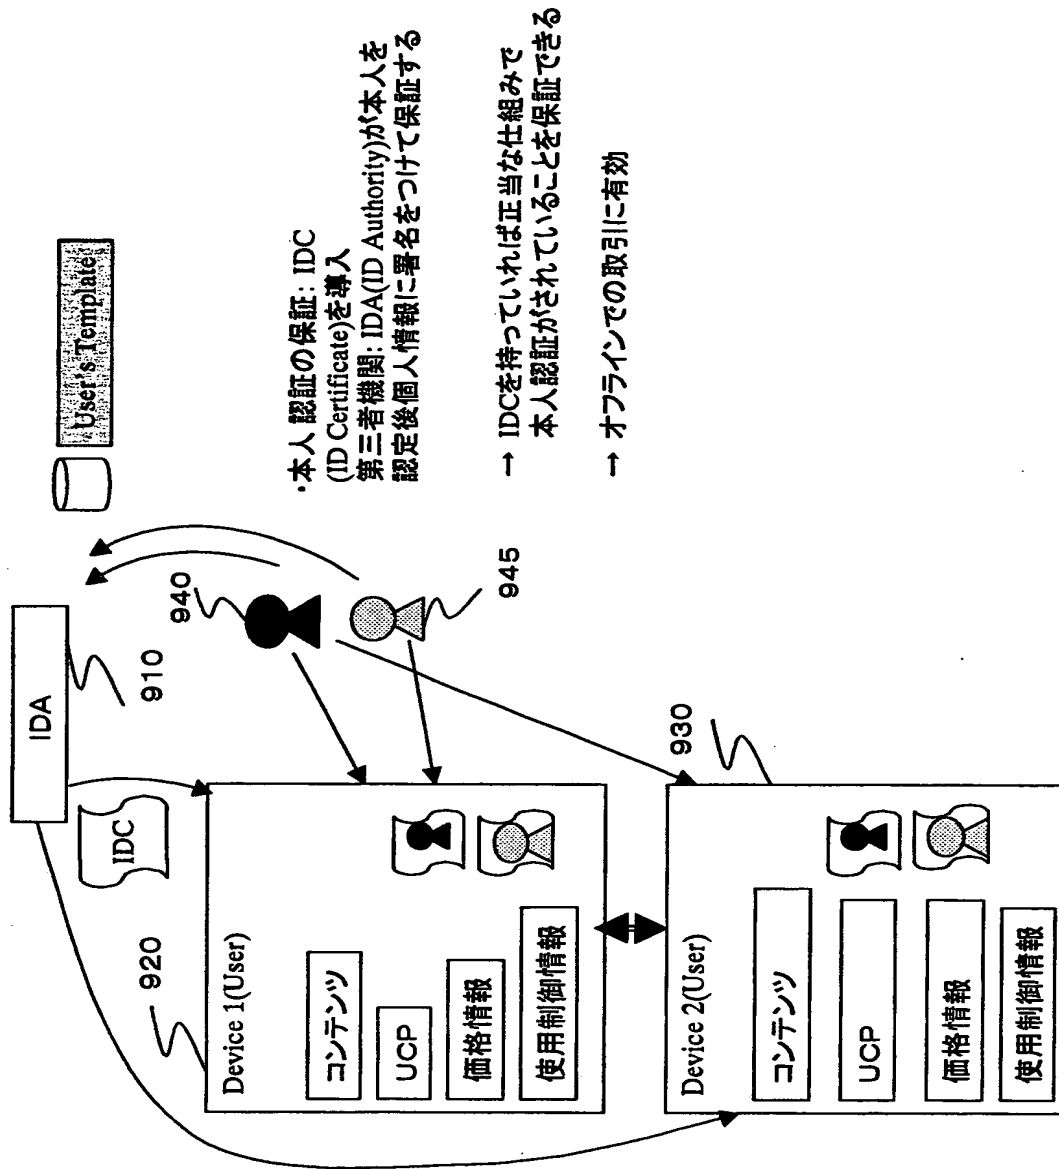 IDA
910
User's Template
IDC
920
Device 1(User)
コンテンツ
UCP
価格情報
使用制御情報
940
945
930
Device 2(User)
コンテンツ
UCP
価格情報
使用制御情報
・本人認証の保証: IDC
(ID Certificate)を導入
第三者機関: IDA(ID Authority)が本人を
認定後個人情報に署名をつけて保証する
→ IDCを持っていれば正当な仕組みで
本人認証がされていることを保証できる
→ オフラインでの取引に有効